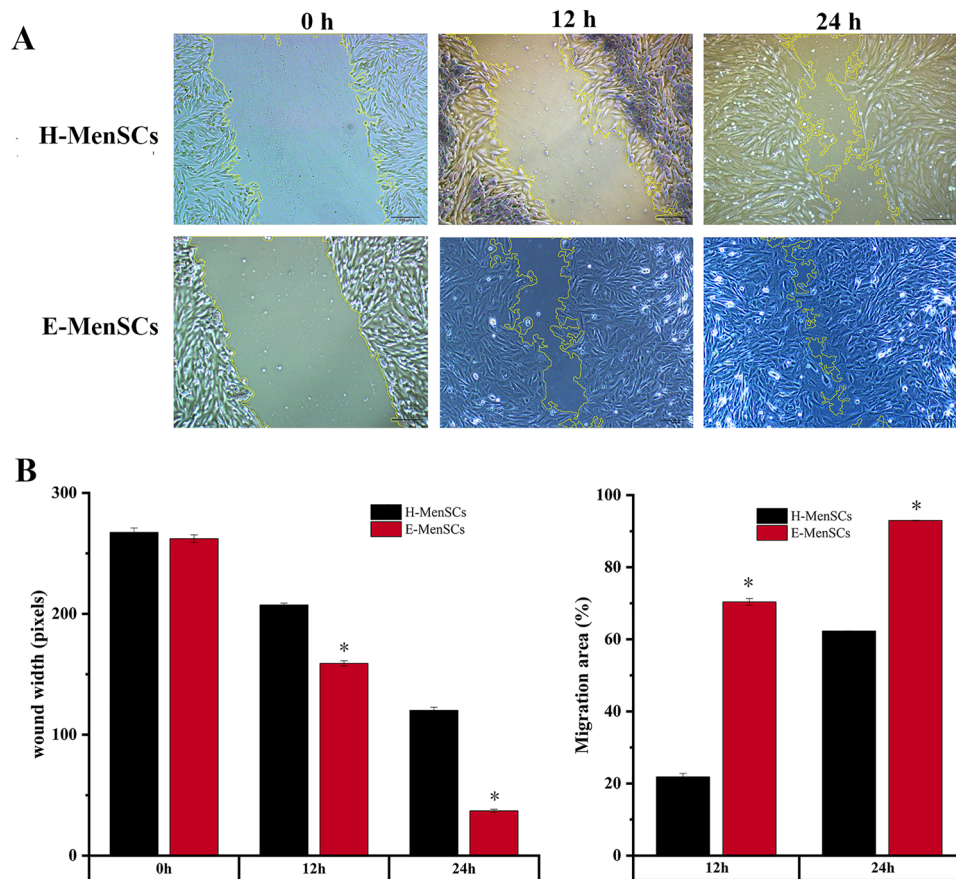 A
0 h
12 h
24 h
H-MenSCs
E-MenSCs
B
300
200
100
0
wound width (pixels)
H-MenSCs
E-MenSCs
*
*
0h
12h
24h
100
80
60
40
20
0
Migration area (%)
H-MenSCs
E-MenSCs
*
*
12h
24h